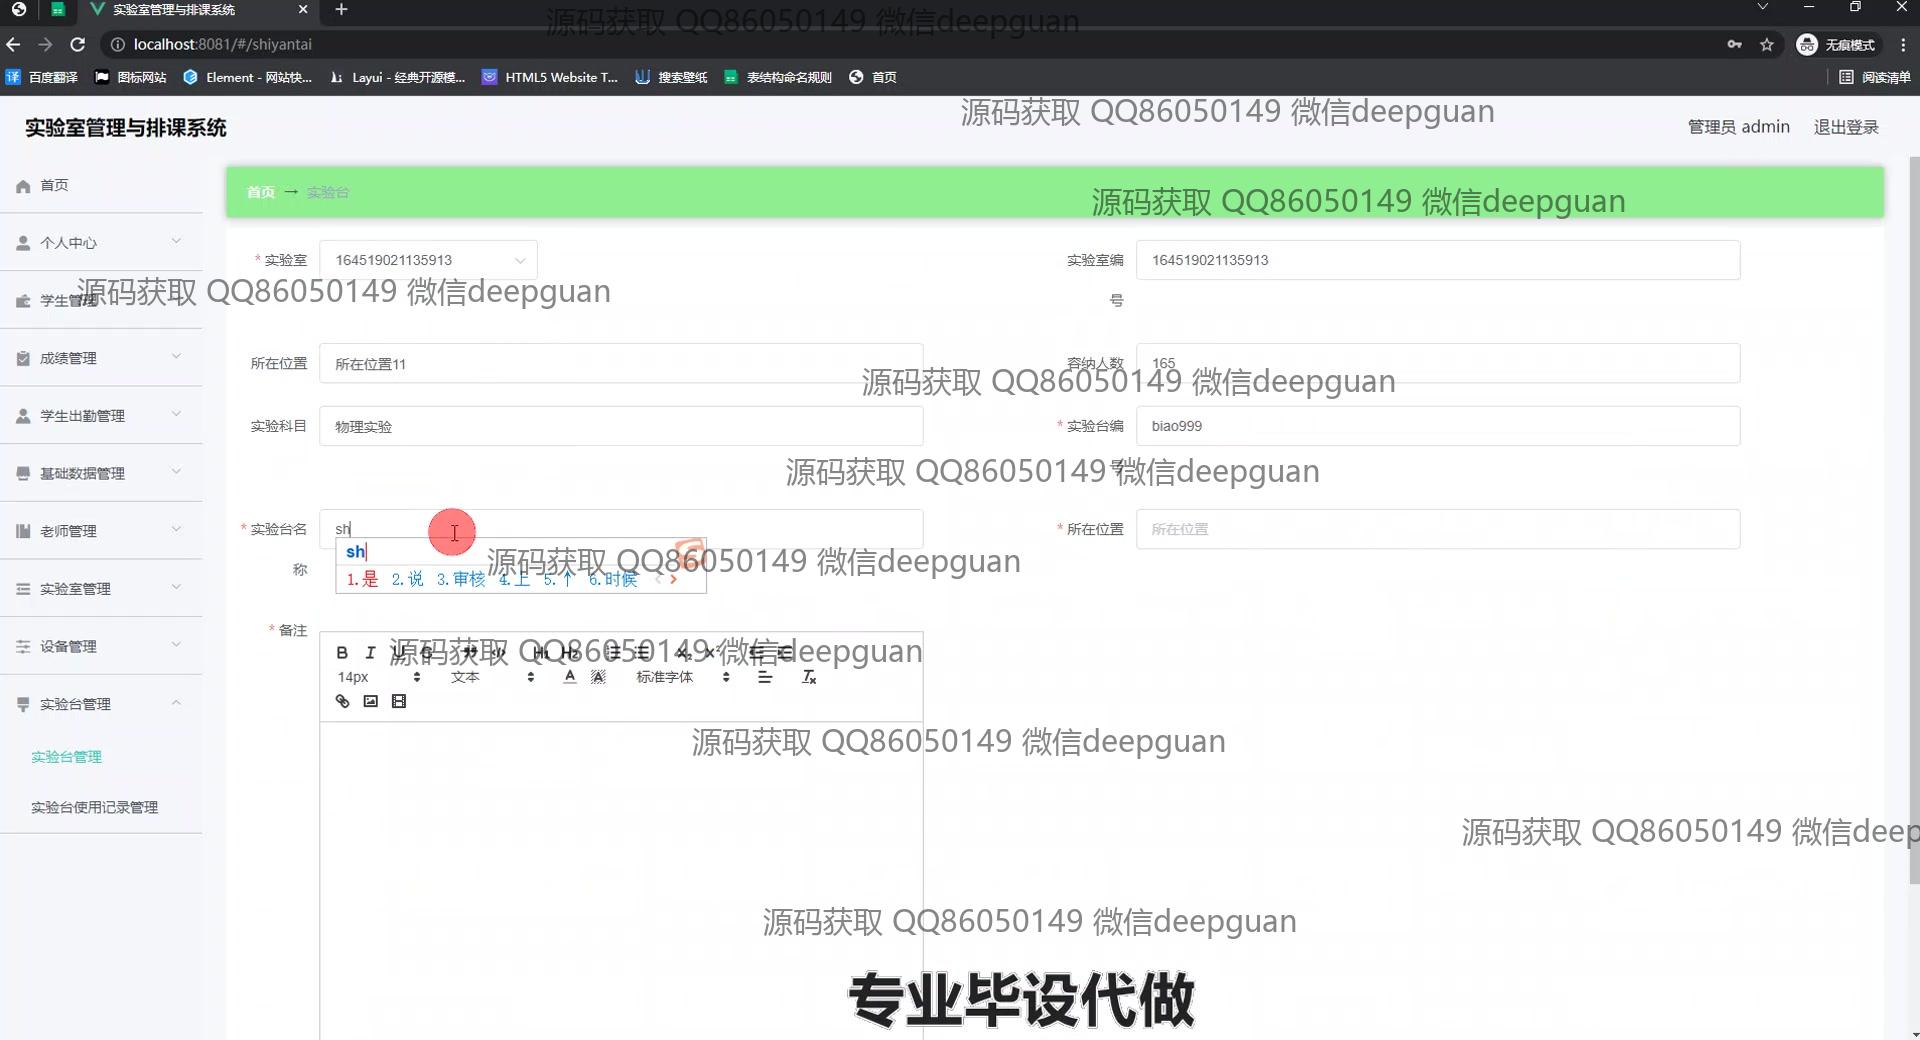 实验室管理与排课系统
源码获取 QQ86050149 微信deepguan
localhost:8081/#/shiyantai
无痕模式
百度翻译
图标网站
Element - 网站快...
Layui - 经典开源模...
HTML5 Website T...
搜索壁纸
表结构命名规则
首页
阅读清单
源码获取 QQ86050149 微信deepguan
实验室管理与排课系统
管理员 admin
退出登录
首页
首页 → 实验台
源码获取 QQ86050149 微信deepguan
个人中心
* 实验室
164519021135913
实验室编号
164519021135913
学生管理
源码获取 QQ86050149 微信deepguan
成绩管理
所在位置
所在位置11
容纳人数
165
源码获取 QQ86050149 微信deepguan
学生出勤管理
实验科目
物理实验
* 实验台编号
biao999
基础数据管理
源码获取 QQ86050149 微信deepguan
老师管理
* 实验台名称
sh
* 所在位置
所在位置
sh
源码获取 QQ86050149 微信deepguan
1.是 2.说 3.审核 4.上 5.个 6.时候
实验室管理
* 备注
设备管理
B I U S
H1 H2
源码获取 QQ86050149 微信deepguan
14px
文本
标准字体
实验台管理
源码获取 QQ86050149 微信deepguan
实验台管理
实验台使用记录管理
源码获取 QQ86050149 微信deep
源码获取 QQ86050149 微信deepguan
专业毕设代做